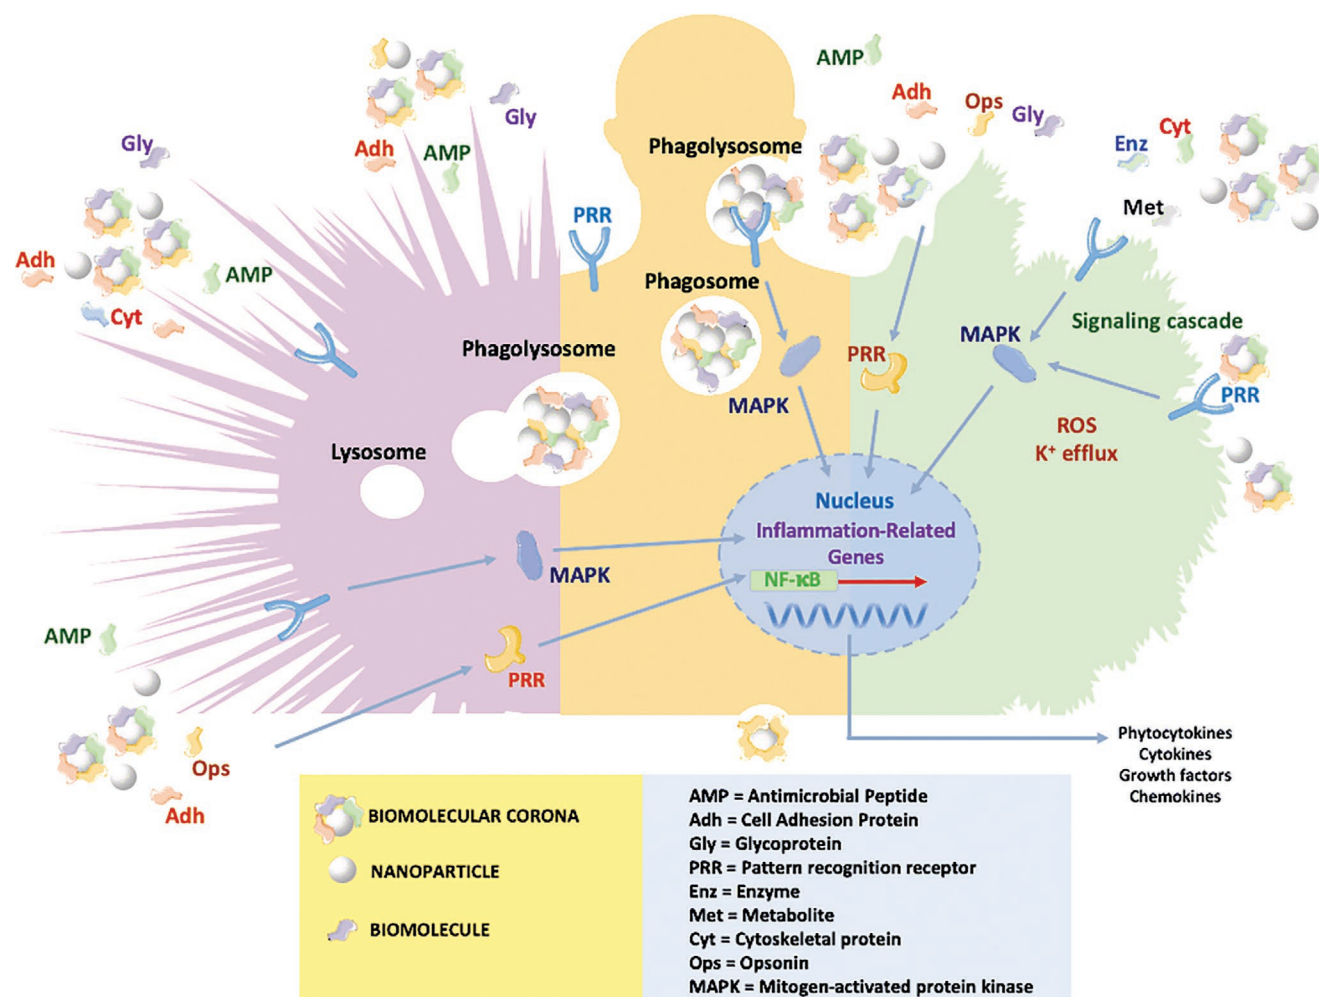 AMP
Adh
Ops
Gly
Gly
Cyt
Enz
Adh
AMP
Gly
Phagolysosome
PRR
Met
Adh
AMP
Cyt
Phagosome
Signaling cascade
MAPK
Phagolysosome
PRR
PRR
MAPK
ROS
K⁺ efflux
Lysosome
Nucleus
Inflammation-Related
Genes
MAPK
NF-κB
AMP
PRR
Ops
Adh
Phytocytokines
Cytokines
Growth factors
Chemokines
BIOMOLECULAR CORONA
NANOPARTICLE
BIOMOLECULE
AMP = Antimicrobial Peptide
Adh = Cell Adhesion Protein
Gly = Glycoprotein
PRR = Pattern recognition receptor
Enz = Enzyme
Met = Metabolite
Cyt = Cytoskeletal protein
Ops = Opsonin
MAPK = Mitogen-activated protein kinase